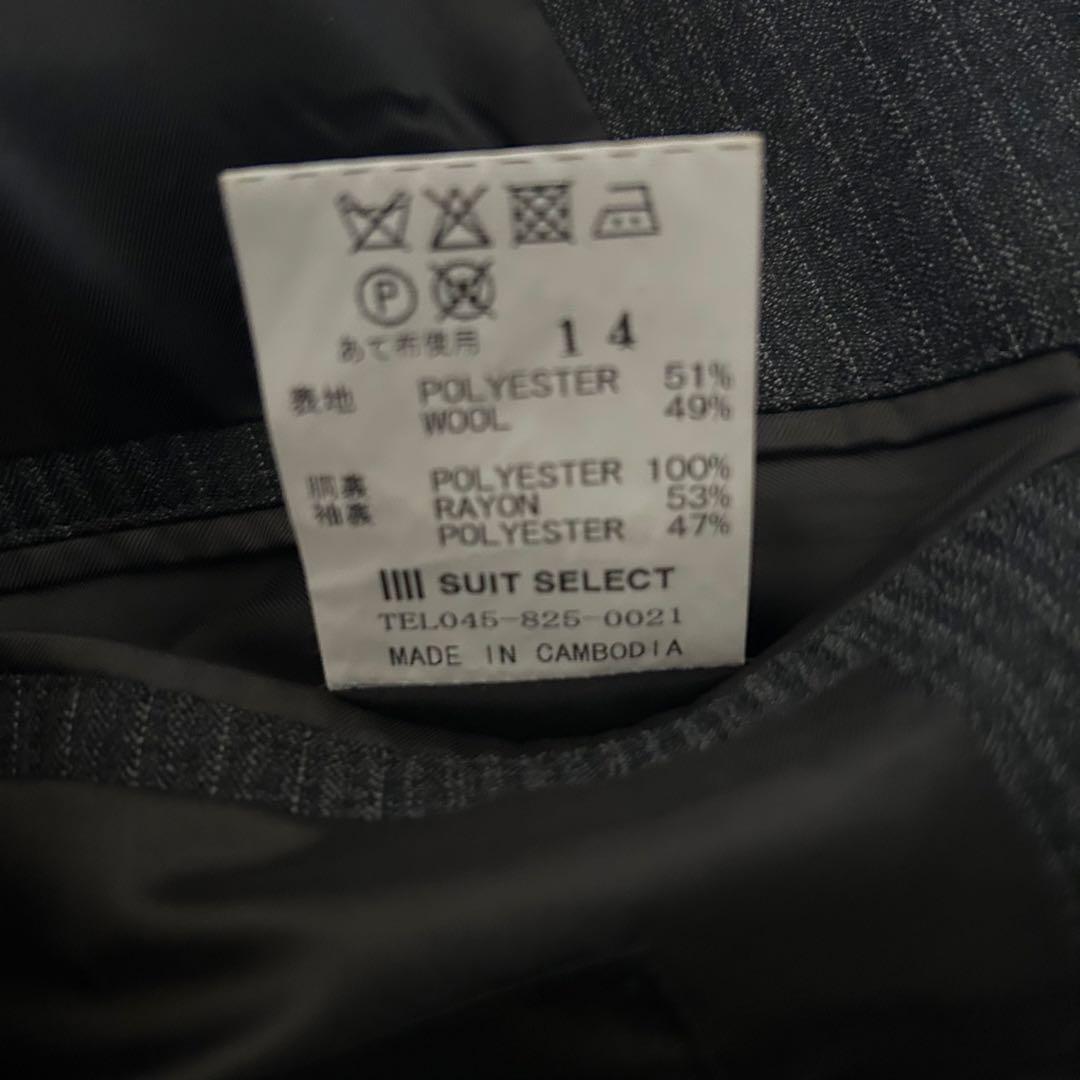 P
あて布使用 14
表地 POLYESTER 51%
WOOL 49%
胴裏 POLYESTER 100%
袖裏 RAYON 53%
POLYESTER 47%
SUIT SELECT
TEL045-825-0021
MADE IN CAMBODIA